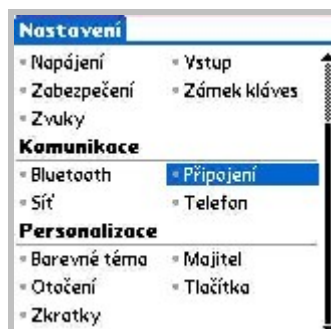 Nastavení
Napájení Vstup
Zabezpečení Zámek kláves
Zvuky
Komunikace
Bluetooth Připojení
Síť Telefon
Personalizace
Barevné téma Majitel
Otočení Tlačítka
Zkratky